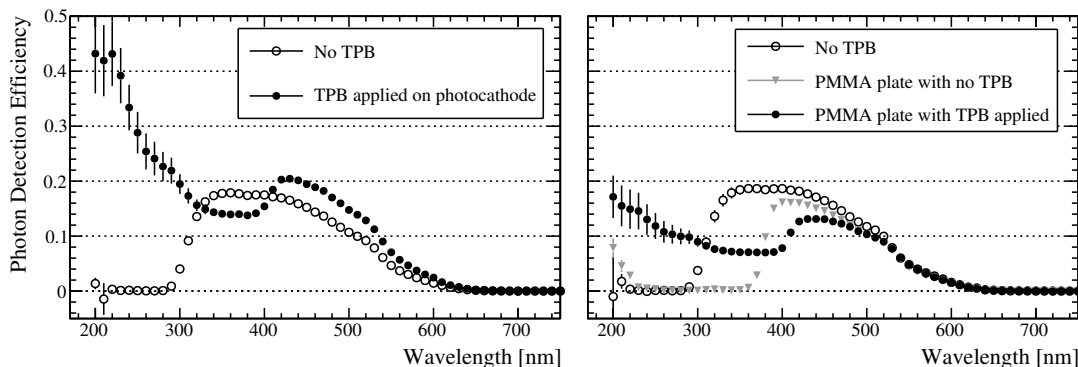 Photon Detection Efficiency
0.5
0.4
0.3
0.2
0.1
0
No TPB
TPB applied on photocathode
200 300 400 500 600 700
Wavelength [nm]
No TPB
PMMA plate with no TPB
PMMA plate with TPB applied
200 300 400 500 600 700
Wavelength [nm]